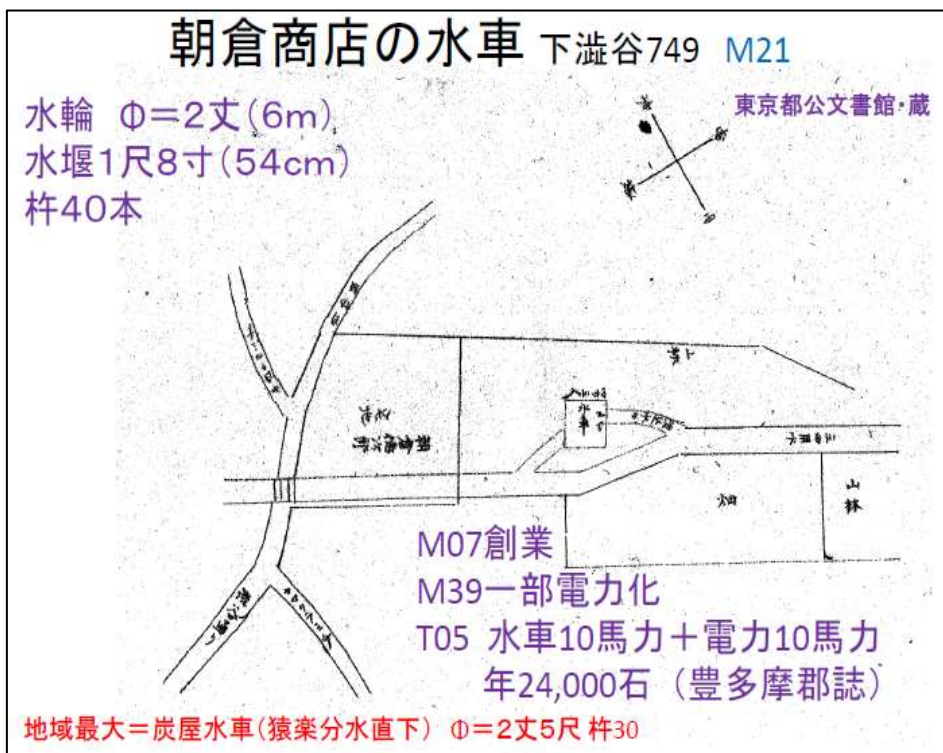 朝倉商店の水車 下澁谷749 M21
水輪 Φ=2丈(6m)
水堰1尺8寸(54cm)
杵40本
東京都公文書館・蔵
水車
畑
山林
M07創業
M39一部電力化
T05 水車10馬力+電力10馬力
年24,000石 (豊多摩郡誌)
地域最大=炭屋水車(猿楽分水直下) Φ=2丈5尺 杵30